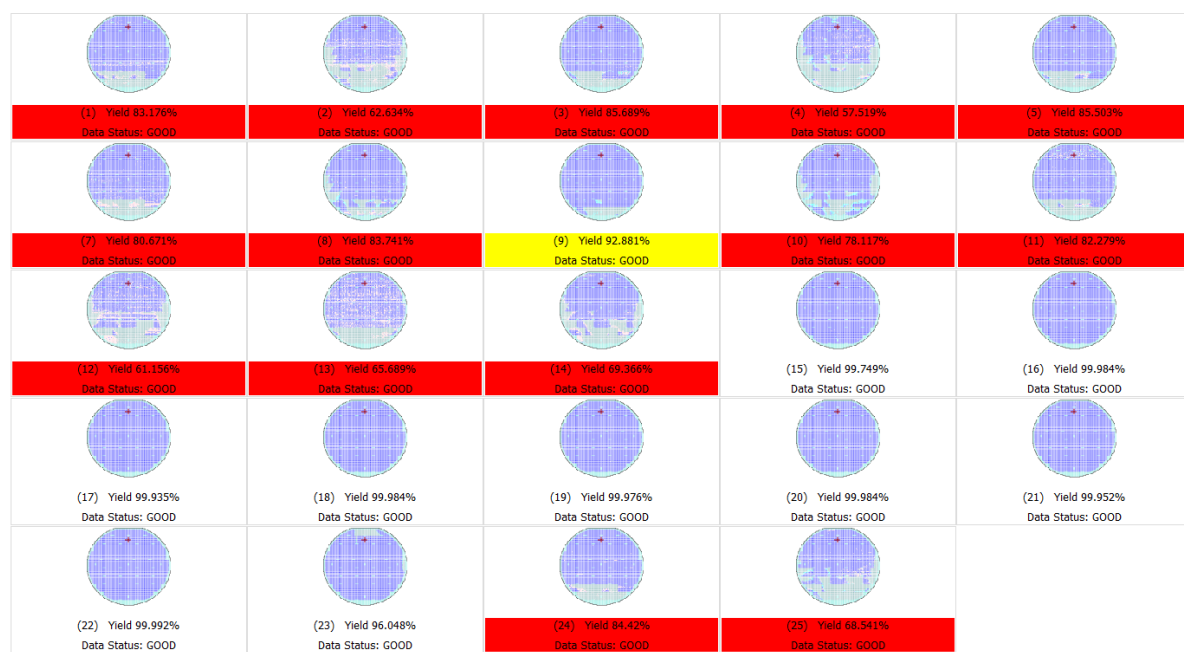 (1) Yield 83.176%
Data Status: GOOD
(2) Yield 62.634%
Data Status: GOOD
(3) Yield 85.689%
Data Status: GOOD
(4) Yield 57.519%
Data Status: GOOD
(5) Yield 85.503%
Data Status: GOOD
(7) Yield 80.671%
Data Status: GOOD
(8) Yield 83.741%
Data Status: GOOD
(9) Yield 92.881%
Data Status: GOOD
(10) Yield 78.117%
Data Status: GOOD
(11) Yield 82.279%
Data Status: GOOD
(12) Yield 61.156%
Data Status: GOOD
(13) Yield 65.689%
Data Status: GOOD
(14) Yield 69.366%
Data Status: GOOD
(15) Yield 99.749%
Data Status: GOOD
(16) Yield 99.984%
Data Status: GOOD
(17) Yield 99.935%
Data Status: GOOD
(18) Yield 99.984%
Data Status: GOOD
(19) Yield 99.976%
Data Status: GOOD
(20) Yield 99.984%
Data Status: GOOD
(21) Yield 99.952%
Data Status: GOOD
(22) Yield 99.992%
Data Status: GOOD
(23) Yield 96.048%
Data Status: GOOD
(24) Yield 84.42%
Data Status: GOOD
(25) Yield 68.541%
Data Status: GOOD